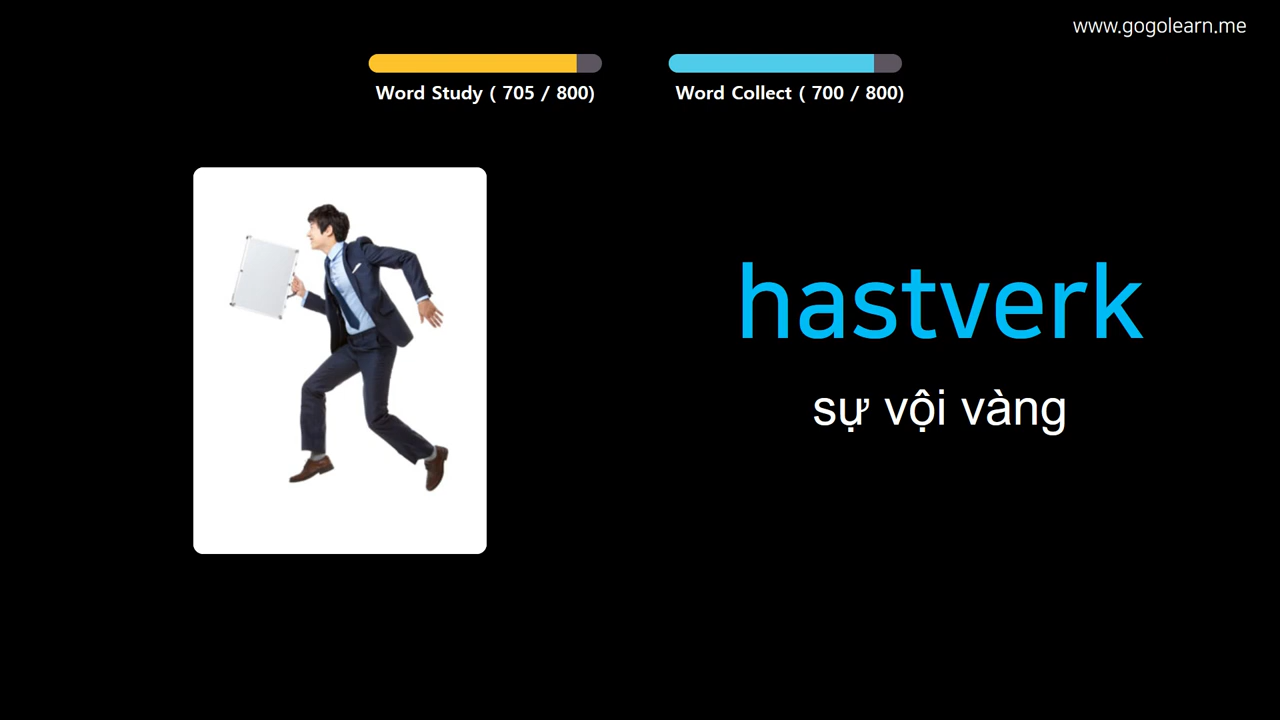 www.gogolearn.me
Word Study ( 705 / 800)
Word Collect ( 700 / 800)
hastverk
sự vội vàng